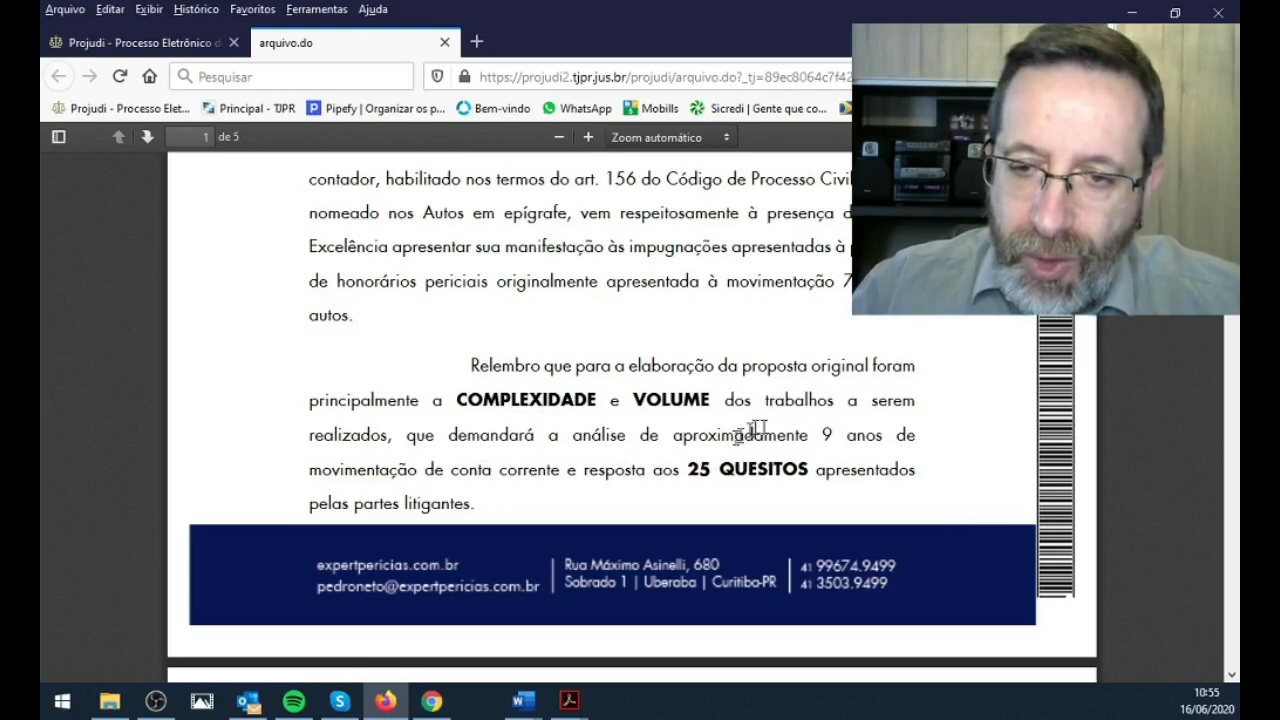 Arquivo Editar Exibir Histórico Favoritos Ferramentas Ajuda
Projudi - Processo Eletrônico d
arquivo.do
Pesquisar
https://projudi2.tjpr.jus.br/projudi/arquivo.do?_tj=89ec8064c7f42
Projudi - Processo Elet... Principal - TJPR Pipefy | Organizar os p... Bem-vindo WhatsApp Mobills Sicredi | Gente que co...
1 de 5 Zoom automático
contador, habilitado nos termos do art. 156 do Código de Processo Civil
nomeado nos Autos em epígrafe, vem respeitosamente à presença
Excelência apresentar sua manifestação às impugnações apresentadas à
de honorários periciais originalmente apresentada à movimentação 7
autos.
Relembro que para a elaboração da proposta original foram
principalmente a COMPLEXIDADE e VOLUME dos trabalhos a serem
realizados, que demandará a análise de aproximadamente 9 anos de
movimentação de conta corrente e resposta aos 25 QUESITOS apresentados
pelas partes litigantes.
expertpericias.com.br
pedroneto@expertpericias.com.br
Rua Máximo Asinelli, 680
Sobrado 1 | Uberaba | Curitiba-PR
41 99674.9499
41 3503.9499
10:55
16/06/2020